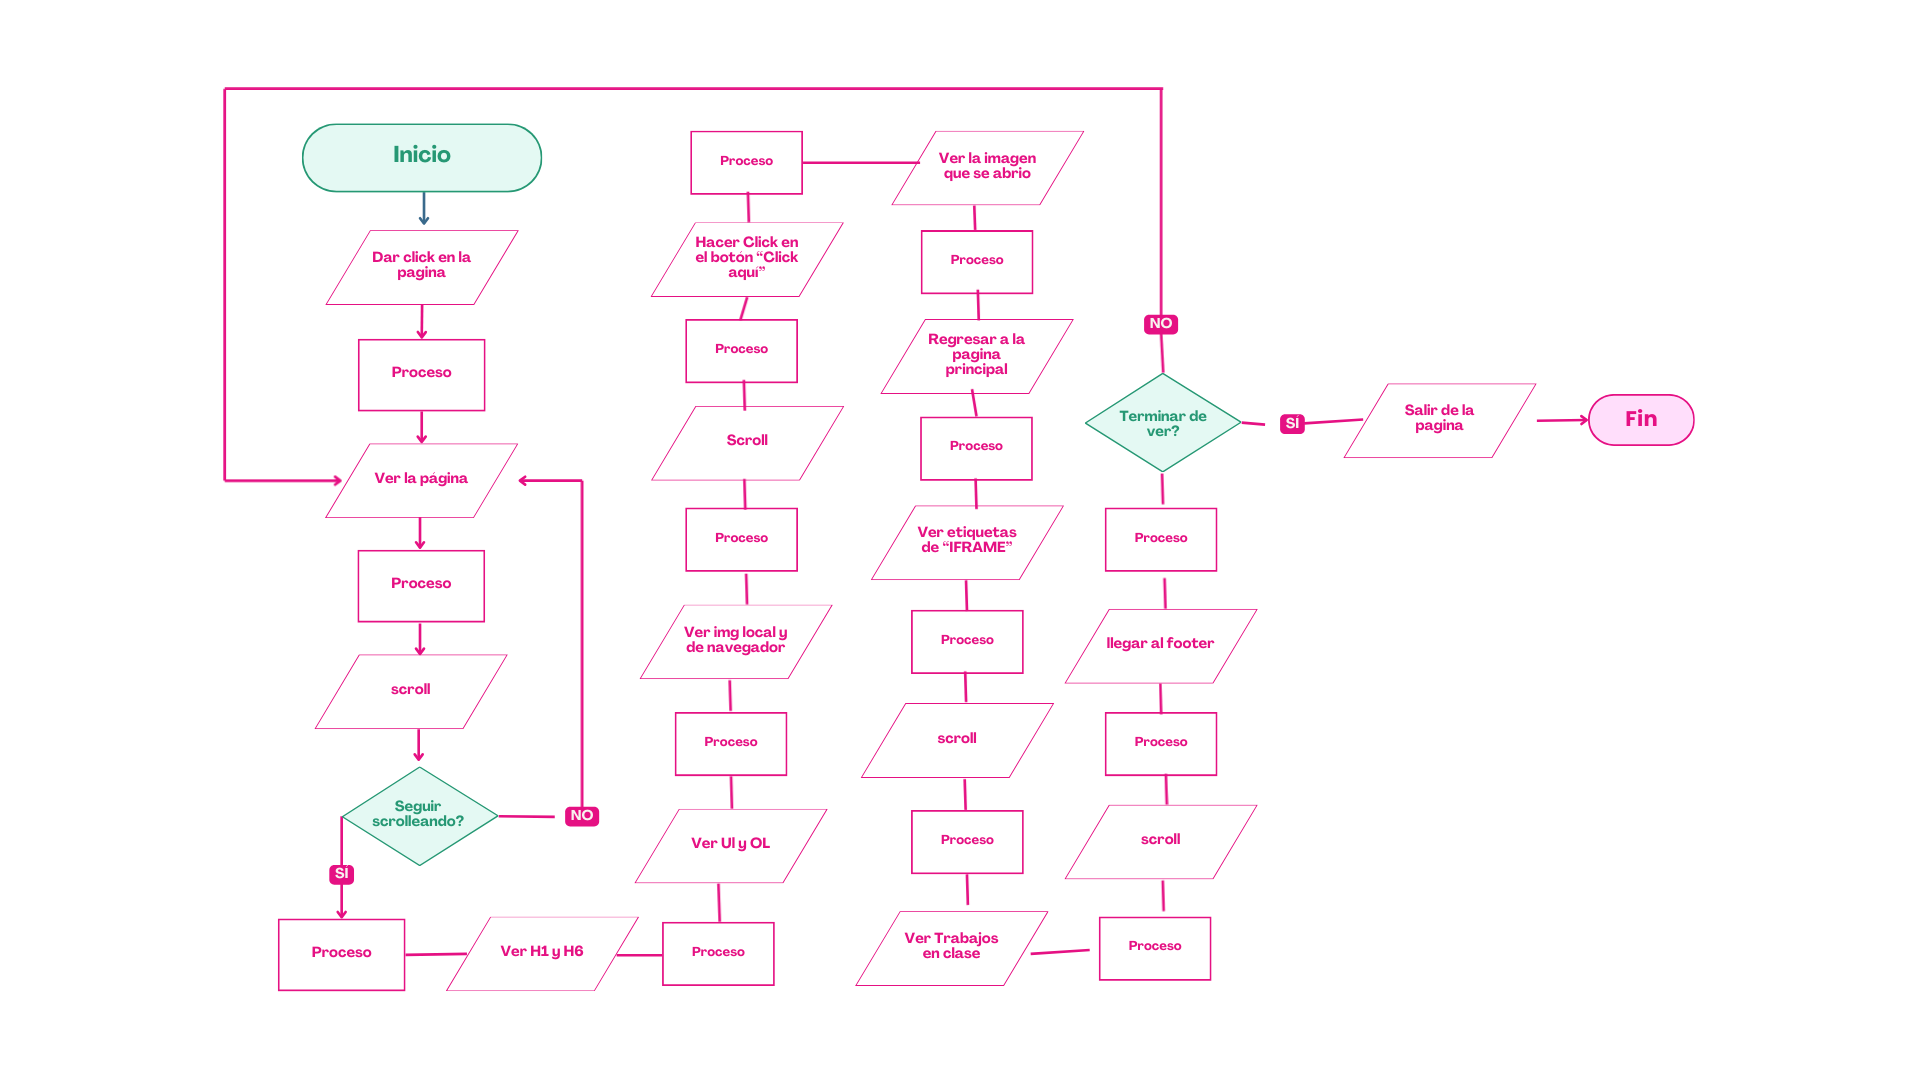 Inicio
Dar click en la
pagina
Proceso
Ver la página
Proceso
scroll
Seguir
scrolleando?
NO
SÍ
Proceso
Ver H1 y H6
Proceso
Ver Ul y OL
Proceso
Ver img local y
de navegador
Proceso
Scroll
Proceso
Hacer Click en
el botón “Click
aquí”
Proceso
Ver la imagen
que se abrio
Proceso
Regresar a la
pagina
principal
Proceso
Ver etiquetas
de “IFRAME”
Proceso
scroll
Proceso
Ver Trabajos
en clase
Proceso
scroll
Proceso
llegar al footer
Proceso
Terminar de
ver?
NO
SÍ
Salir de la
pagina
Fin